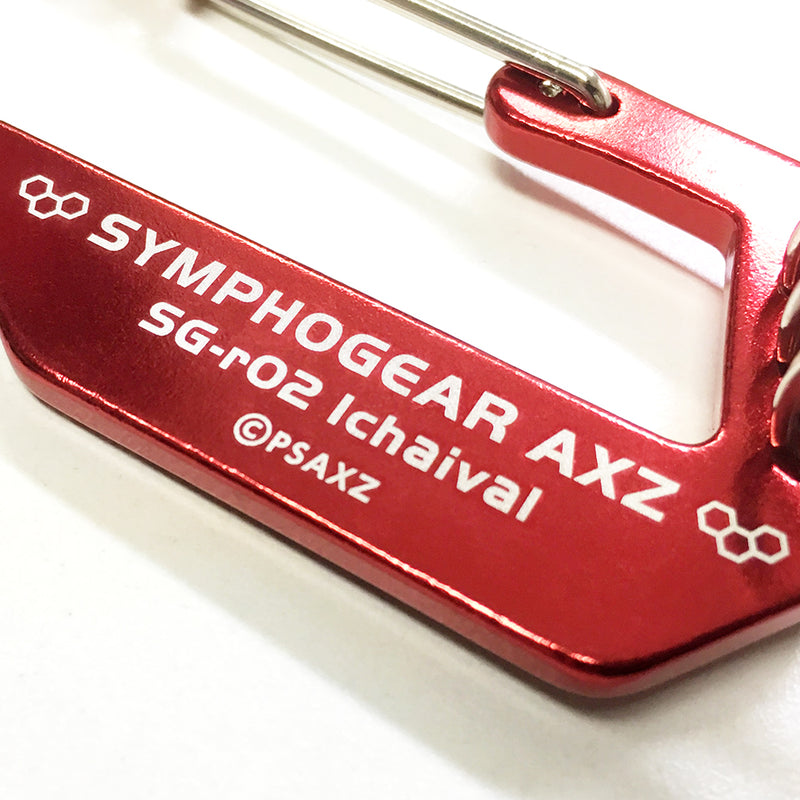 SYMPHOGEAR AXZ
SG-r02 Ichaival
©PSAXZ